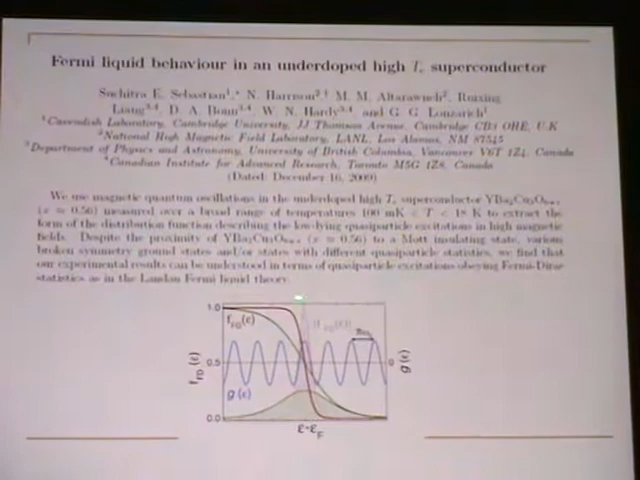 Fermi liquid behaviour in an underdoped high Tc superconductor
Suchitra E. Sebastian1,* N. Harrison2,† M. M. Altarawneh2, Ruixing
Liang3,4, D. A. Bonn3,4, W. N. Hardy3,4 and G. G. Lonzarich1
1Cavendish Laboratory, Cambridge University, JJ Thomson Avenue, Cambridge CB3 OHE, U.K
2National High Magnetic Field Laboratory, LANL, Los Alamos, NM 87545
3Department of Physics and Astronomy, University of British Columbia, Vancouver V6T 1Z4, Canada
4Canadian Institute for Advanced Research, Toronto M5G 1Z8, Canada
(Dated: December 16, 2009)
We use magnetic quantum oscillations in the underdoped high Tc superconductor YBa2Cu3O6+x
(x ≈ 0.56) measured over a broad range of temperatures 100 mK < T < 18 K to extract the
form of the distribution function describing the low-lying quasiparticle excitations in high magnetic
fields. Despite the proximity of YBa2Cu3O6+x (x ≈ 0.56) to a Mott insulating state, various
broken symmetry ground states and/or states with different quasiparticle statistics, we find that
our experimental results can be understood in terms of quasiparticle excitations obeying Fermi-Dirac
statistics as in the Landau Fermi liquid theory.
1.0
fFD(ε)
fFD (ε)
0.5
0
g (ε)
g (ε)
0.0
ε-εF